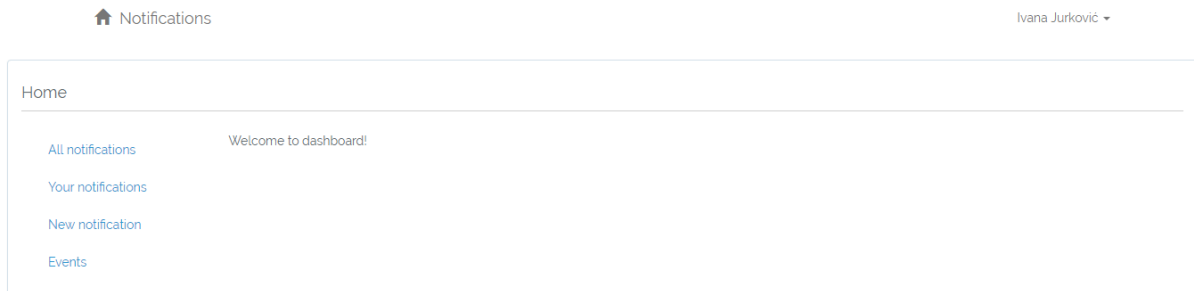 Notifications
Ivana Jurković
Home
All notifications
Welcome to dashboard!
Your notifications
New notification
Events